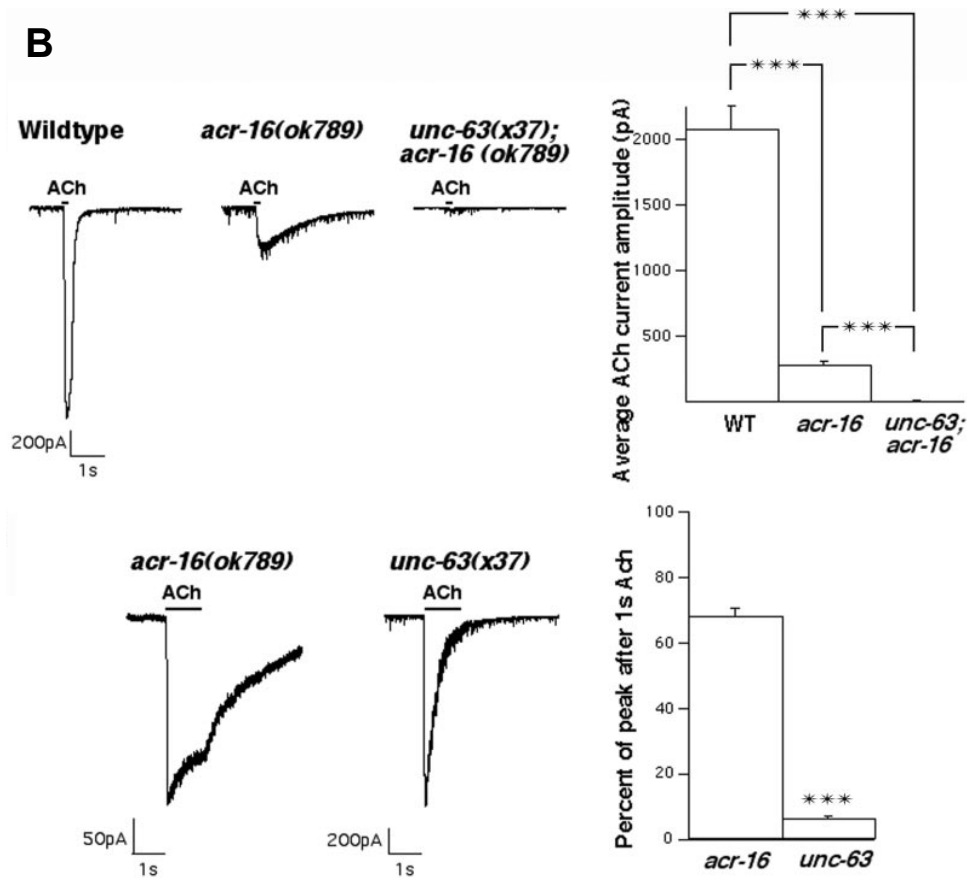 B
Wildtype
acr-16(ok789)
unc-63(x37);
acr-16 (ok789)
ACh
ACh
ACh
200pA
1s
Average ACh current amplitude (pA)
2000
1500
1000
500
***
***
***
WT
acr-16
unc-63;
acr-16
acr-16(ok789)
unc-63(x37)
ACh
ACh
50pA
1s
200pA
1s
Percent of peak after 1s Ach
100
80
60
40
20
0
***
acr-16
unc-63